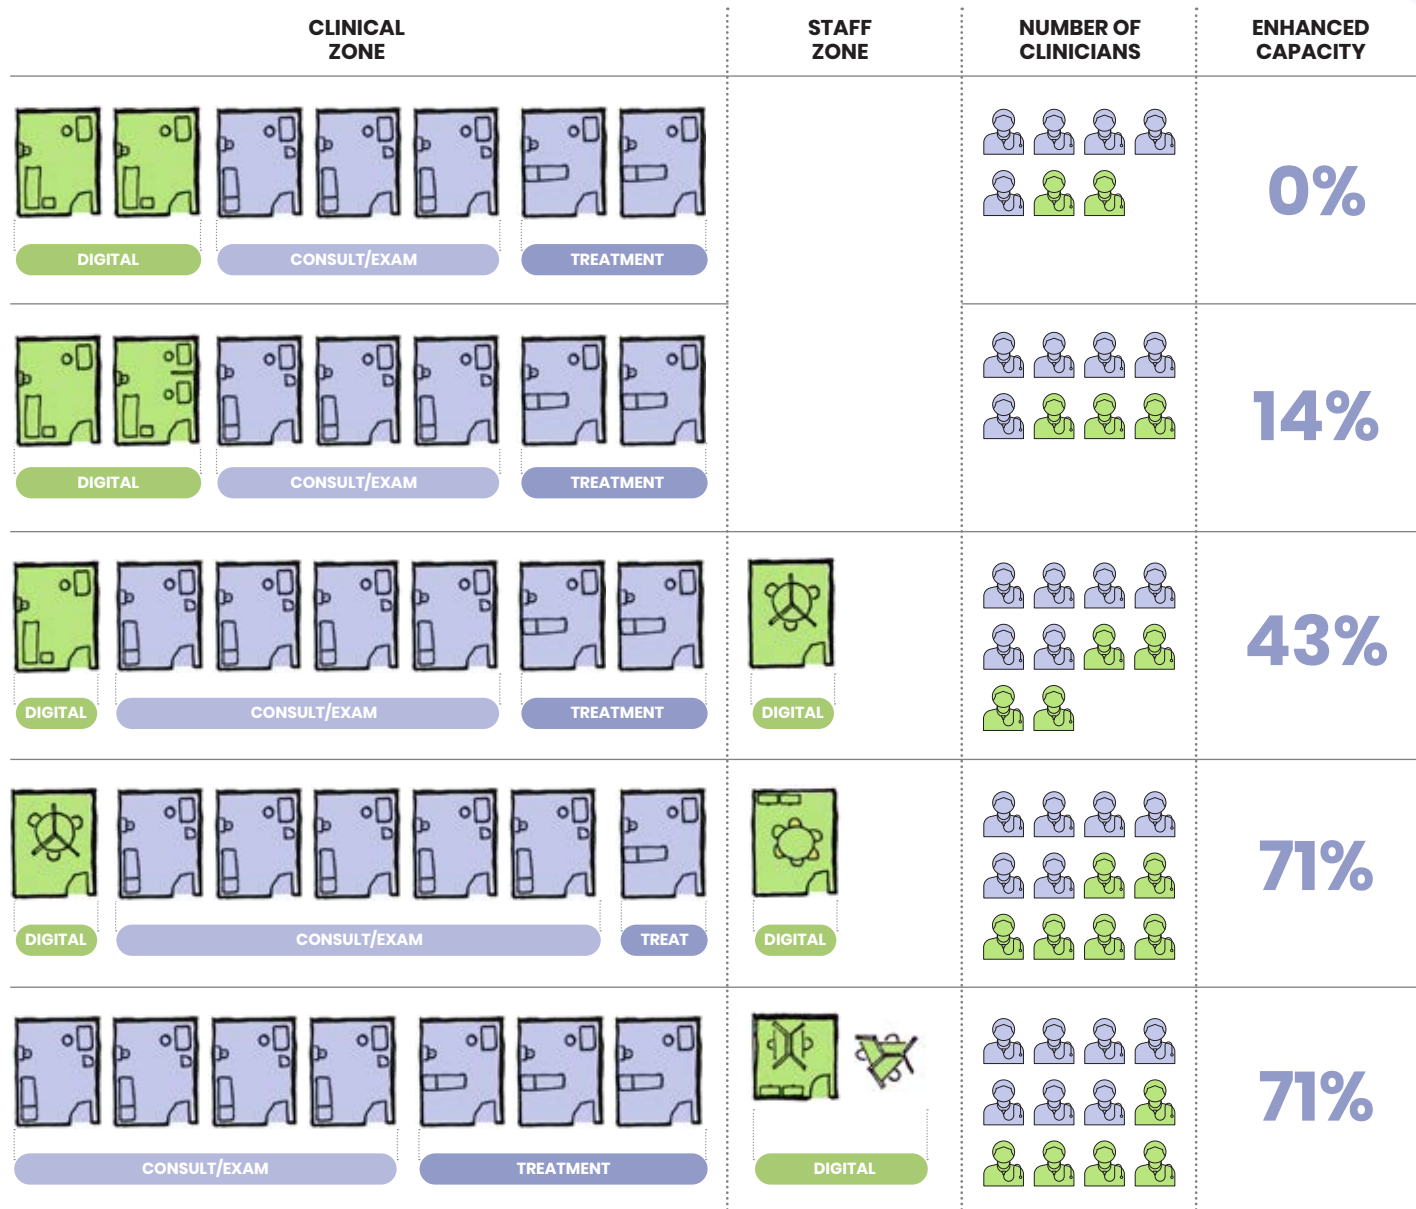 CLINICAL
ZONE
STAFF
ZONE
NUMBER OF
CLINICIANS
ENHANCED
CAPACITY
DIGITAL
CONSULT/EXAM
TREATMENT
0%
DIGITAL
CONSULT/EXAM
TREATMENT
14%
DIGITAL
CONSULT/EXAM
TREATMENT
DIGITAL
43%
DIGITAL
CONSULT/EXAM
TREAT
DIGITAL
71%
CONSULT/EXAM
TREATMENT
DIGITAL
71%